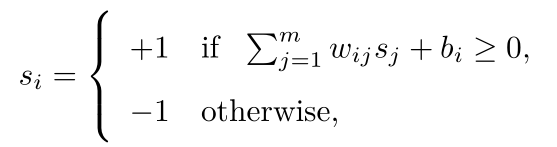 s_i = { +1 if ∑_{j=1}^{m} w_{ij} s_j + b_i ≥ 0,
−1 otherwise,